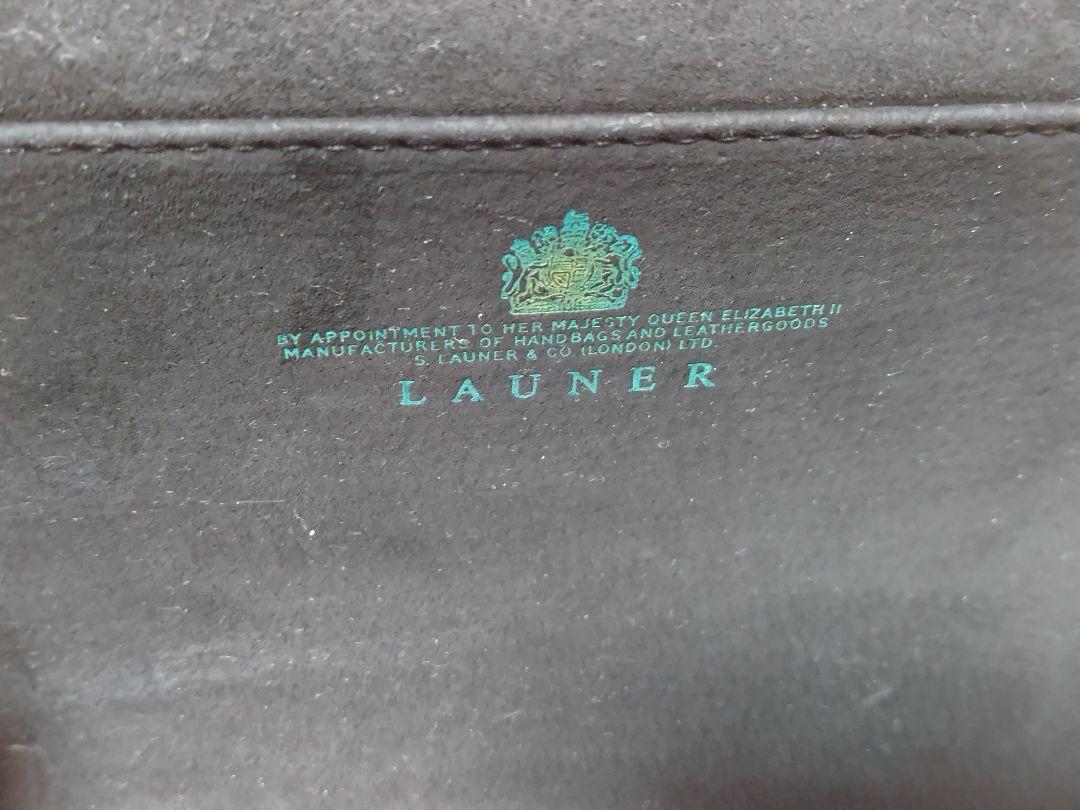 BY APPOINTMENT TO HER MAJESTY QUEEN ELIZABETH II
MANUFACTURERS OF HANDBAGS AND LEATHERGOODS
S. LAUNER & CO (LONDON) LTD.
LAUNER